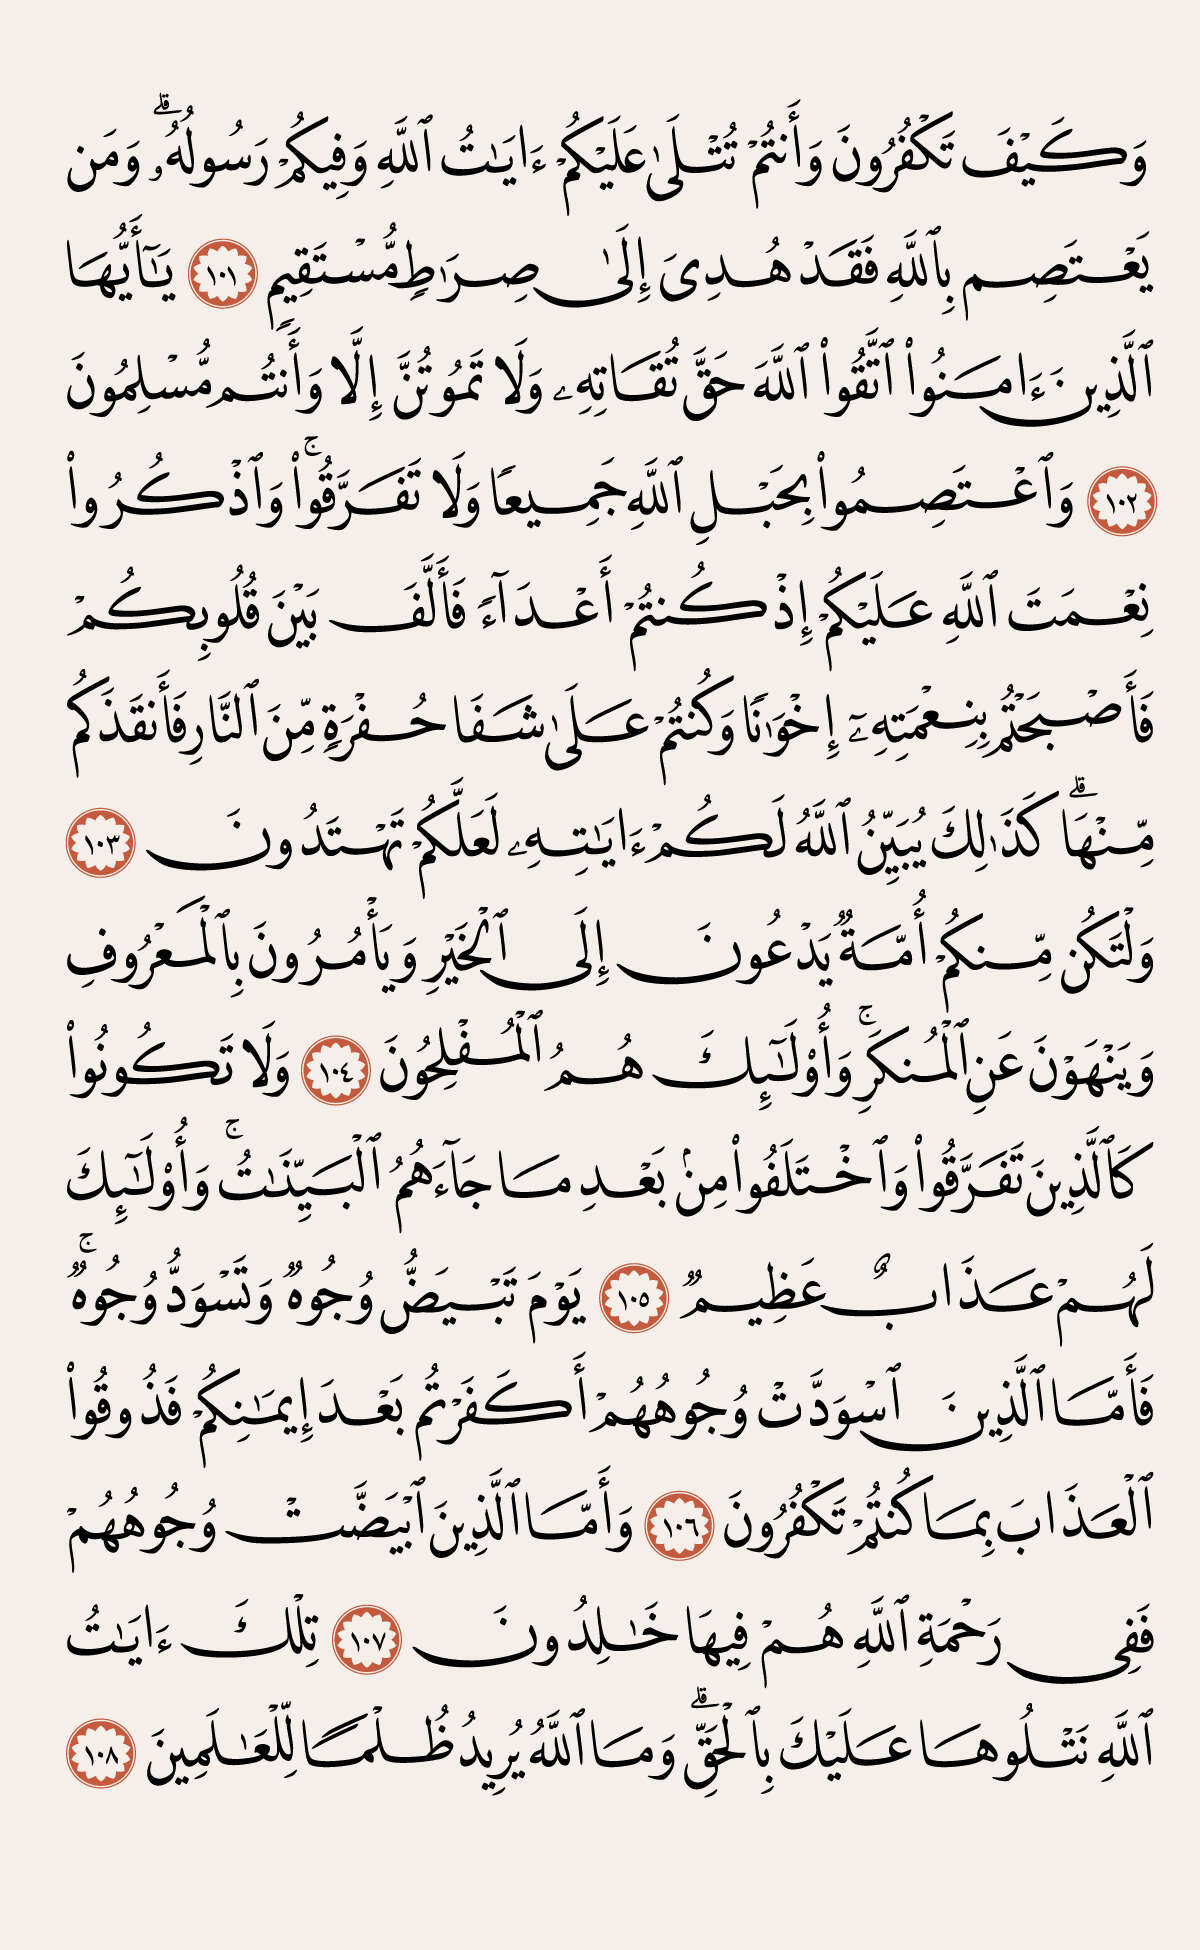 وَكَيْفَ تَكْفُرُونَ وَأَنتُمْ تُتْلَىٰ عَلَيْكُمْ ءَايَـٰتُ ٱللَّهِ وَفِيكُمْ رَسُولُهُۥ ۗ وَمَن
يَعْتَصِم بِٱللَّهِ فَقَدْ هُدِىَ إِلَىٰ صِرَٰطٍ مُّسْتَقِيمٍ ١٠١ يَـٰٓأَيُّهَا
ٱلَّذِينَ ءَامَنُوا۟ ٱتَّقُوا۟ ٱللَّهَ حَقَّ تُقَاتِهِۦ وَلَا تَمُوتُنَّ إِلَّا وَأَنتُم مُّسْلِمُونَ
١٠٢ وَٱعْتَصِمُوا۟ بِحَبْلِ ٱللَّهِ جَمِيعًا وَلَا تَفَرَّقُوا۟ ۚ وَٱذْكُرُوا۟
نِعْمَتَ ٱللَّهِ عَلَيْكُمْ إِذْ كُنتُمْ أَعْدَآءً فَأَلَّفَ بَيْنَ قُلُوبِكُمْ
فَأَصْبَحْتُم بِنِعْمَتِهِۦٓ إِخْوَٰنًا وَكُنتُمْ عَلَىٰ شَفَا حُفْرَةٍ مِّنَ ٱلنَّارِ فَأَنقَذَكُم
مِّنْهَا ۗ كَذَٰلِكَ يُبَيِّنُ ٱللَّهُ لَكُمْ ءَايَـٰتِهِۦ لَعَلَّكُمْ تَهْتَدُونَ ١٠٣
وَلْتَكُن مِّنكُمْ أُمَّةٌ يَدْعُونَ إِلَى ٱلْخَيْرِ وَيَأْمُرُونَ بِٱلْمَعْرُوفِ
وَيَنْهَوْنَ عَنِ ٱلْمُنكَرِ ۚ وَأُو۟لَـٰٓئِكَ هُمُ ٱلْمُفْلِحُونَ ١٠٤ وَلَا تَكُونُوا۟
كَٱلَّذِينَ تَفَرَّقُوا۟ وَٱخْتَلَفُوا۟ مِنۢ بَعْدِ مَا جَآءَهُمُ ٱلْبَيِّنَـٰتُ ۚ وَأُو۟لَـٰٓئِكَ
لَهُمْ عَذَابٌ عَظِيمٌ ١٠٥ يَوْمَ تَبْيَضُّ وُجُوهٌ وَتَسْوَدُّ وُجُوهٌ ۚ
فَأَمَّا ٱلَّذِينَ ٱسْوَدَّتْ وُجُوهُهُمْ أَكَفَرْتُم بَعْدَ إِيمَـٰنِكُمْ فَذُوقُوا۟
ٱلْعَذَابَ بِمَا كُنتُمْ تَكْفُرُونَ ١٠٦ وَأَمَّا ٱلَّذِينَ ٱبْيَضَّتْ وُجُوهُهُمْ
فَفِى رَحْمَةِ ٱللَّهِ هُمْ فِيهَا خَـٰلِدُونَ ١٠٧ تِلْكَ ءَايَـٰتُ
ٱللَّهِ نَتْلُوهَا عَلَيْكَ بِٱلْحَقِّ ۗ وَمَا ٱللَّهُ يُرِيدُ ظُلْمًا لِّلْعَـٰلَمِينَ ١٠٨